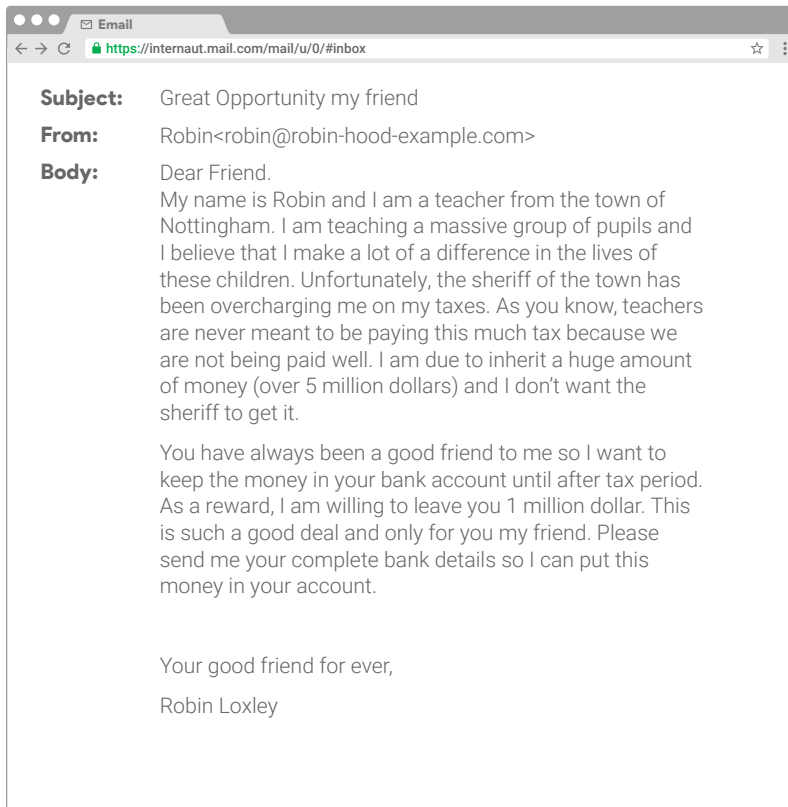 Email
https://internaut.mail.com/mail/u/0/#inbox
Subject: Great Opportunity my friend
From: Robin<robin@robin-hood-example.com>
Body: Dear Friend.
My name is Robin and I am a teacher from the town of
Nottingham. I am teaching a massive group of pupils and
I believe that I make a lot of a difference in the lives of
these children. Unfortunately, the sheriff of the town has
been overcharging me on my taxes. As you know, teachers
are never meant to be paying this much tax because we
are not being paid well. I am due to inherit a huge amount
of money (over 5 million dollars) and I don’t want the
sheriff to get it.
You have always been a good friend to me so I want to
keep the money in your bank account until after tax period.
As a reward, I am willing to leave you 1 million dollar. This
is such a good deal and only for you my friend. Please
send me your complete bank details so I can put this
money in your account.
Your good friend for ever,
Robin Loxley